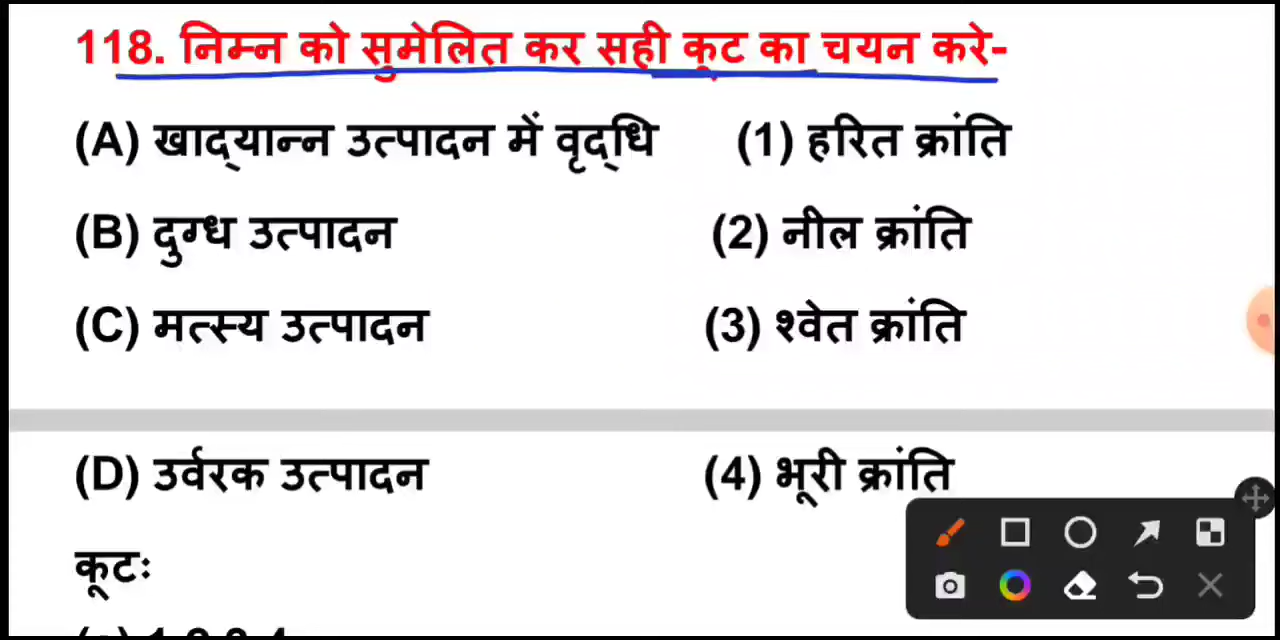 118. निम्न को सुमेलित कर सही कूट का चयन करे-
(A) खाद्यान्न उत्पादन में वृद्धि (1) हरित क्रांति
(B) दुग्ध उत्पादन (2) नील क्रांति
(C) मत्स्य उत्पादन (3) श्वेत क्रांति
(D) उर्वरक उत्पादन (4) भूरी क्रांति
कूटः